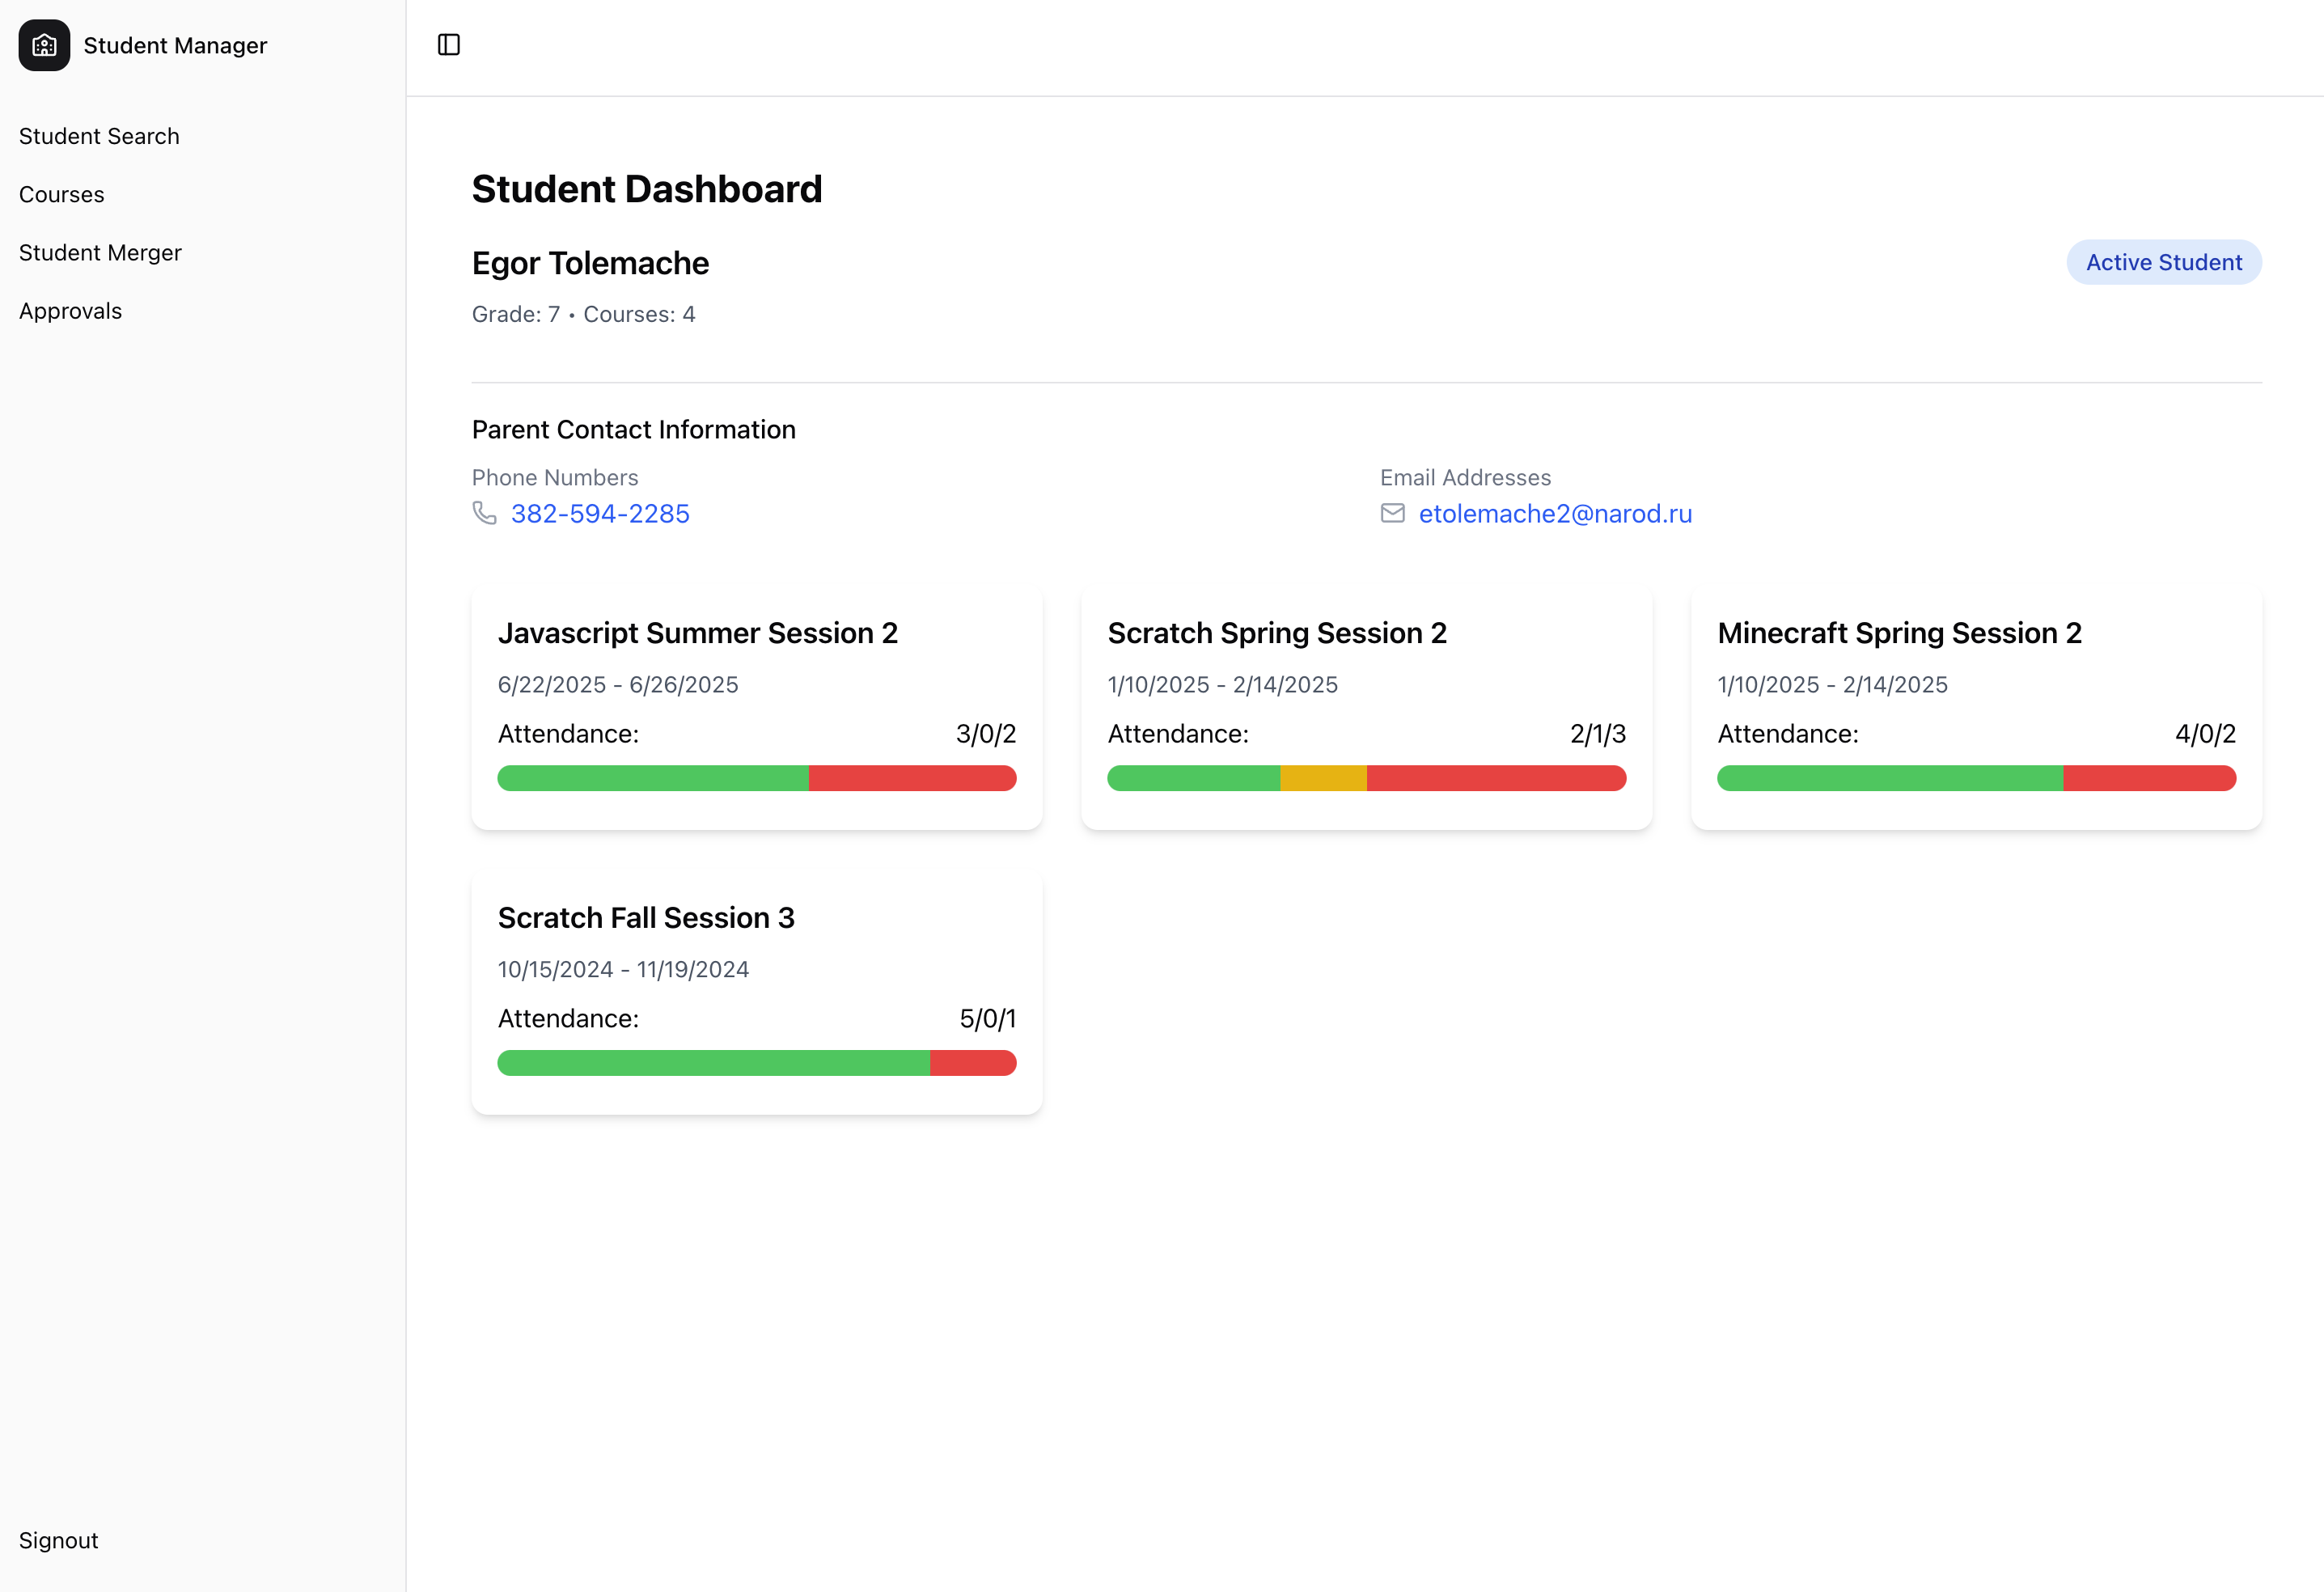 Student Manager
Student Search
Courses
Student Merger
Approvals
Signout
Student Dashboard
Egor Tolemache
Active Student
Grade: 7 • Courses: 4
Parent Contact Information
Phone Numbers
382-594-2285
Email Addresses
etolemache2@narod.ru
Javascript Summer Session 2
6/22/2025 - 6/26/2025
Attendance: 3/0/2
Scratch Spring Session 2
1/10/2025 - 2/14/2025
Attendance: 2/1/3
Minecraft Spring Session 2
1/10/2025 - 2/14/2025
Attendance: 4/0/2
Scratch Fall Session 3
10/15/2024 - 11/19/2024
Attendance: 5/0/1